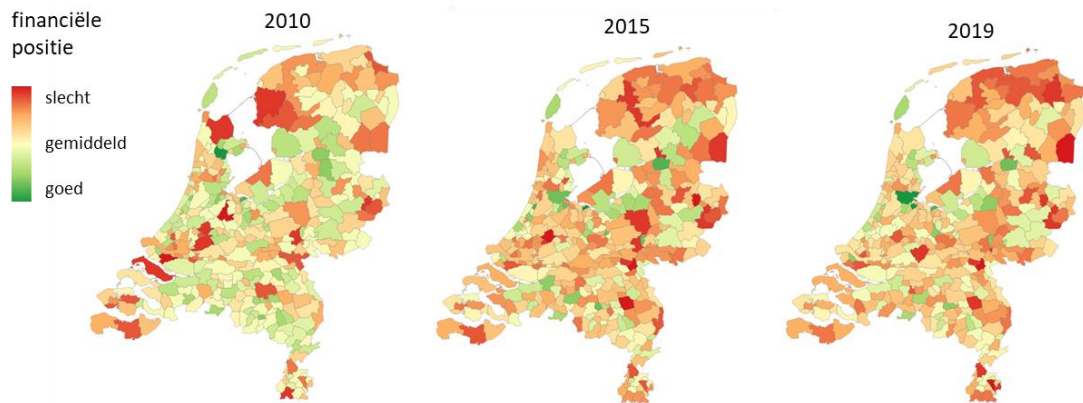 financiële
positie
slecht
gemiddeld
goed
2010
2015
2019